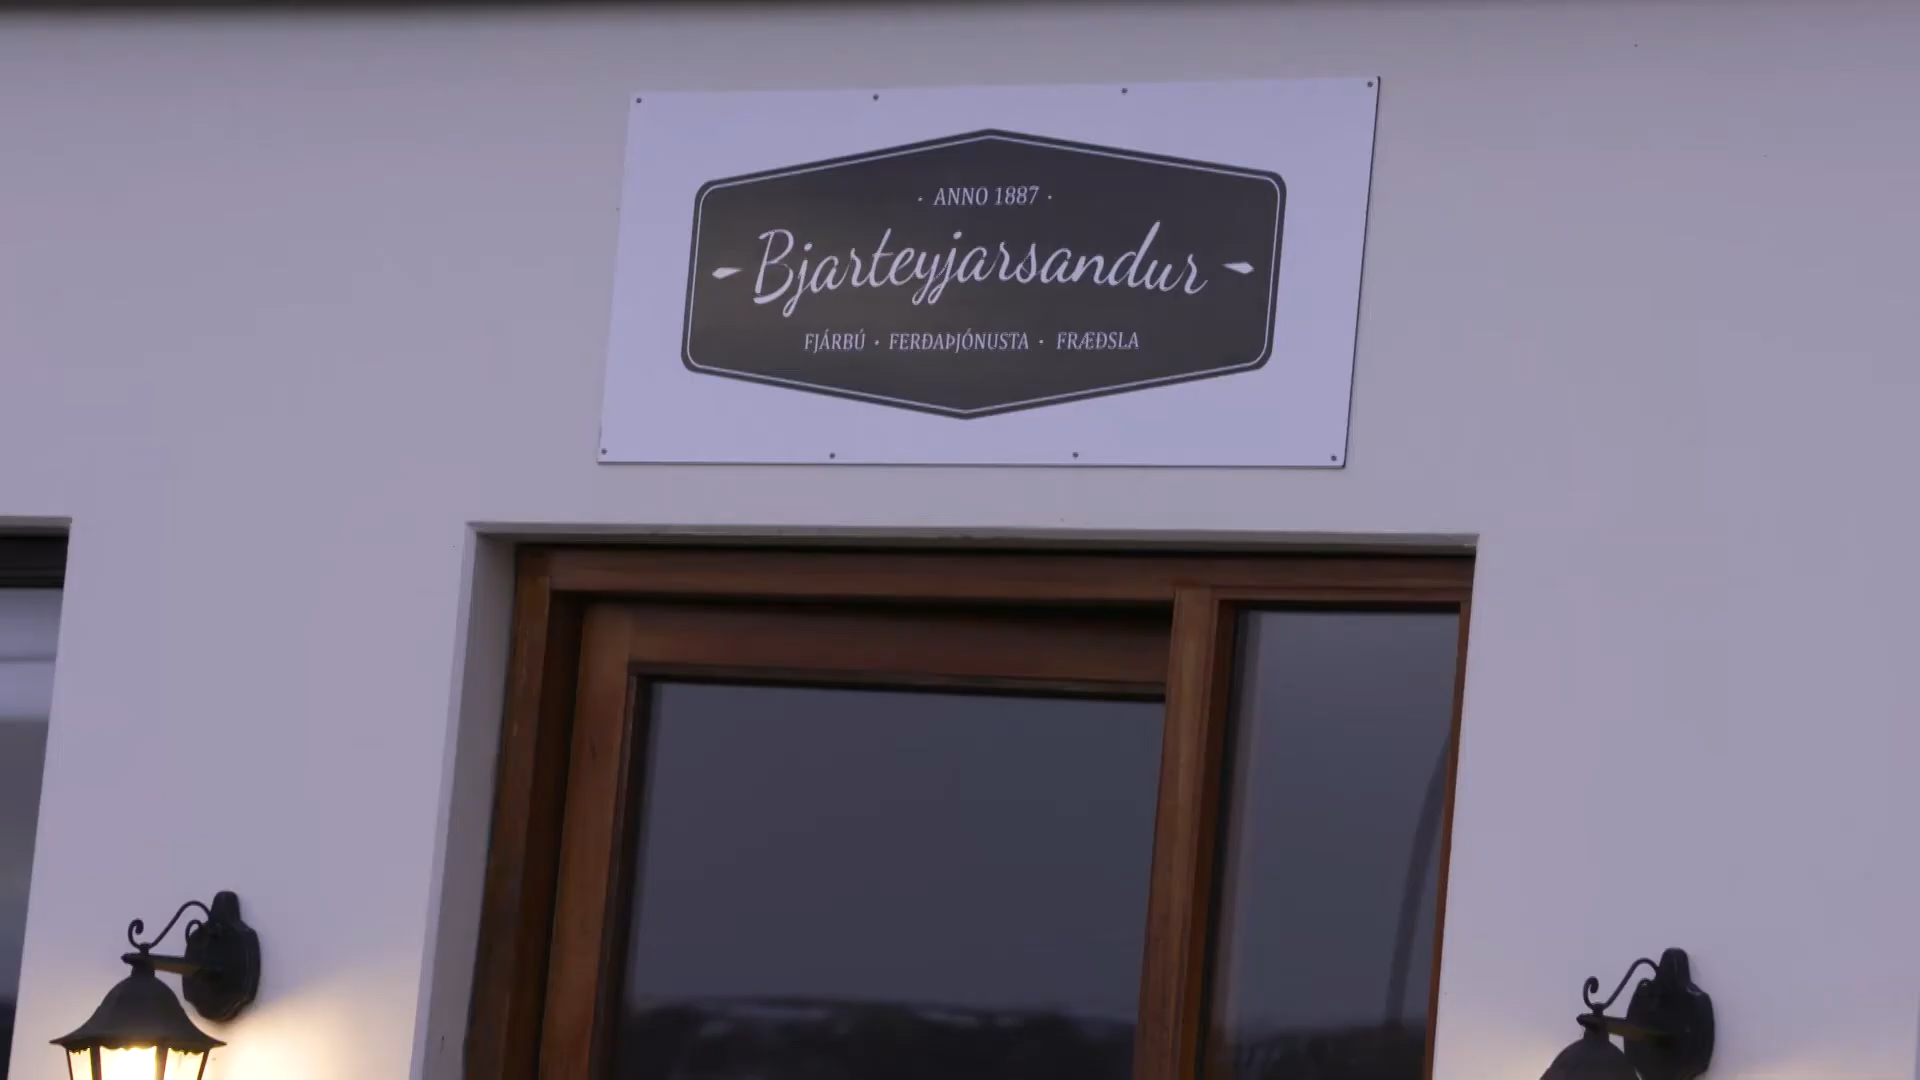 · ANNO 1887 ·
Bjarteyjarsandur
FJÁRBÚ · FERÐAÞJÓNUSTA · FRÆÐSLA